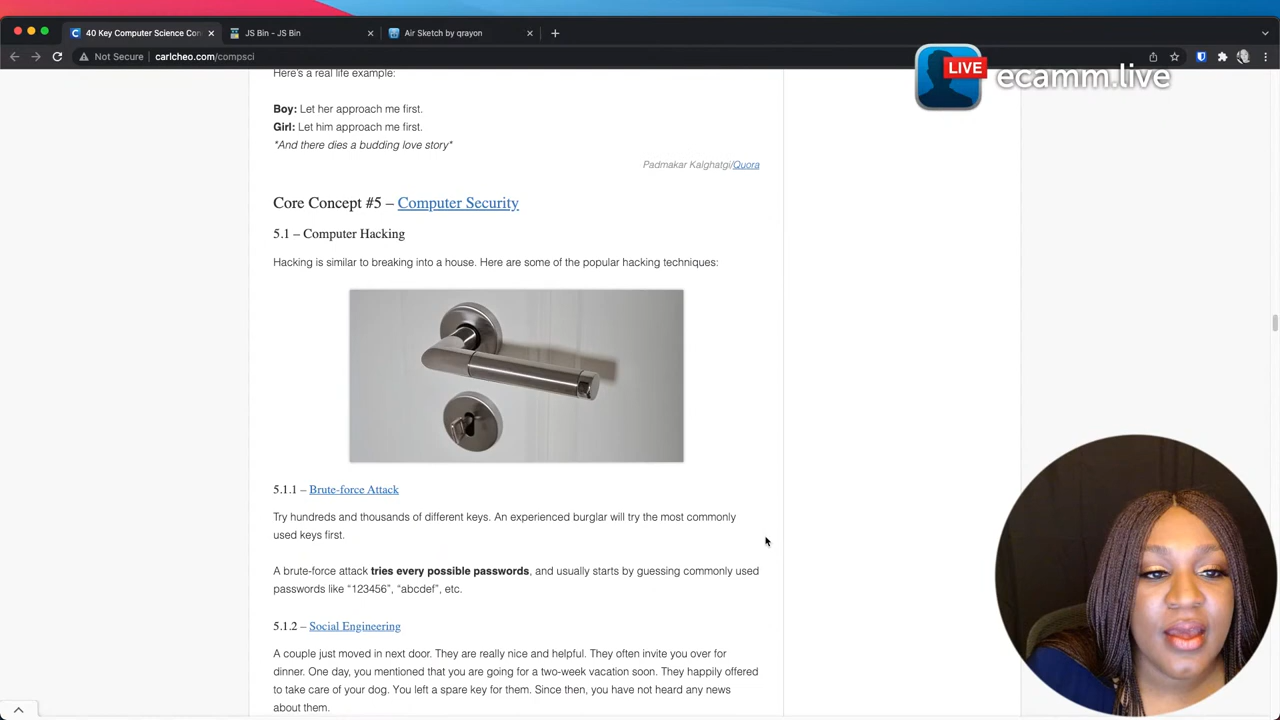 40 Key Computer Science Con
JS Bin - JS Bin
Air Sketch by qrayon
Not Secure
carlcheo.com/compsci
LIVE
ecamm.live
Here's a real life example:
Boy: Let her approach me first.
Girl: Let him approach me first.
*And there dies a budding love story*
Padmakar Kalghatgi/Quora
Core Concept #5 – Computer Security
5.1 – Computer Hacking
Hacking is similar to breaking into a house. Here are some of the popular hacking techniques:
5.1.1 – Brute-force Attack
Try hundreds and thousands of different keys. An experienced burglar will try the most commonly
used keys first.
A brute-force attack tries every possible passwords, and usually starts by guessing commonly used
passwords like “123456”, “abcdef”, etc.
5.1.2 – Social Engineering
A couple just moved in next door. They are really nice and helpful. They often invite you over for
dinner. One day, you mentioned that you are going for a two-week vacation soon. They happily offered
to take care of your dog. You left a spare key for them. Since then, you have not heard any news
about them.